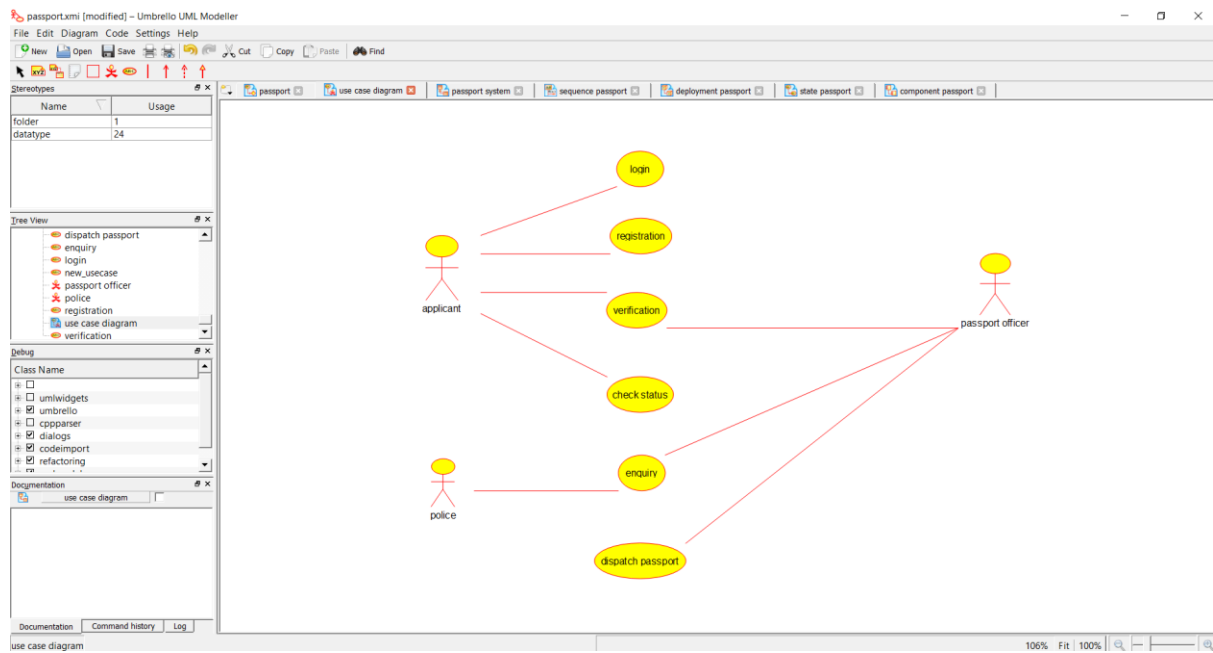 passport.xmi [modified] – Umbrello UML Modeller
File Edit Diagram Code Settings Help
New Open Save Cut Copy Paste Find
XYZ
Stereotypes
Name Usage
folder 1
datatype 24
Tree View
dispatch passport
enquiry
login
new_usecase
passport officer
police
registration
use case diagram
verification
Debug
Class Name
umlwidgets
umbrello
cppparser
dialogs
codeimport
refactoring
Documentation
use case diagram
Documentation Command history Log
passport use case diagram passport system sequence passport deployment passport state passport component passport
login
registration
applicant
verification
passport officer
check status
enquiry
police
dispatch passport
use case diagram
106% Fit 100%